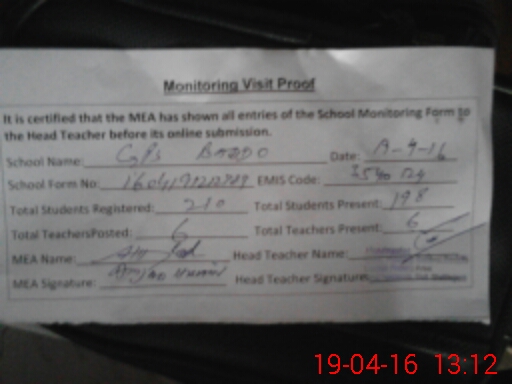 Monitoring Visit Proof
It is certified that the MEA has shown all entries of the School Monitoring Form to
the Head Teacher before its online submission.
School Name: GPS BADDO Date:
School Form No: EMIS Code:
Total Students Registered: 210 Total Students Present: 198
Total TeachersPosted: 6 Total Teachers Present: 6
MEA Name: Head Teacher Name:
MEA Signature: Head Teacher Signature:
19-04-16 13:12